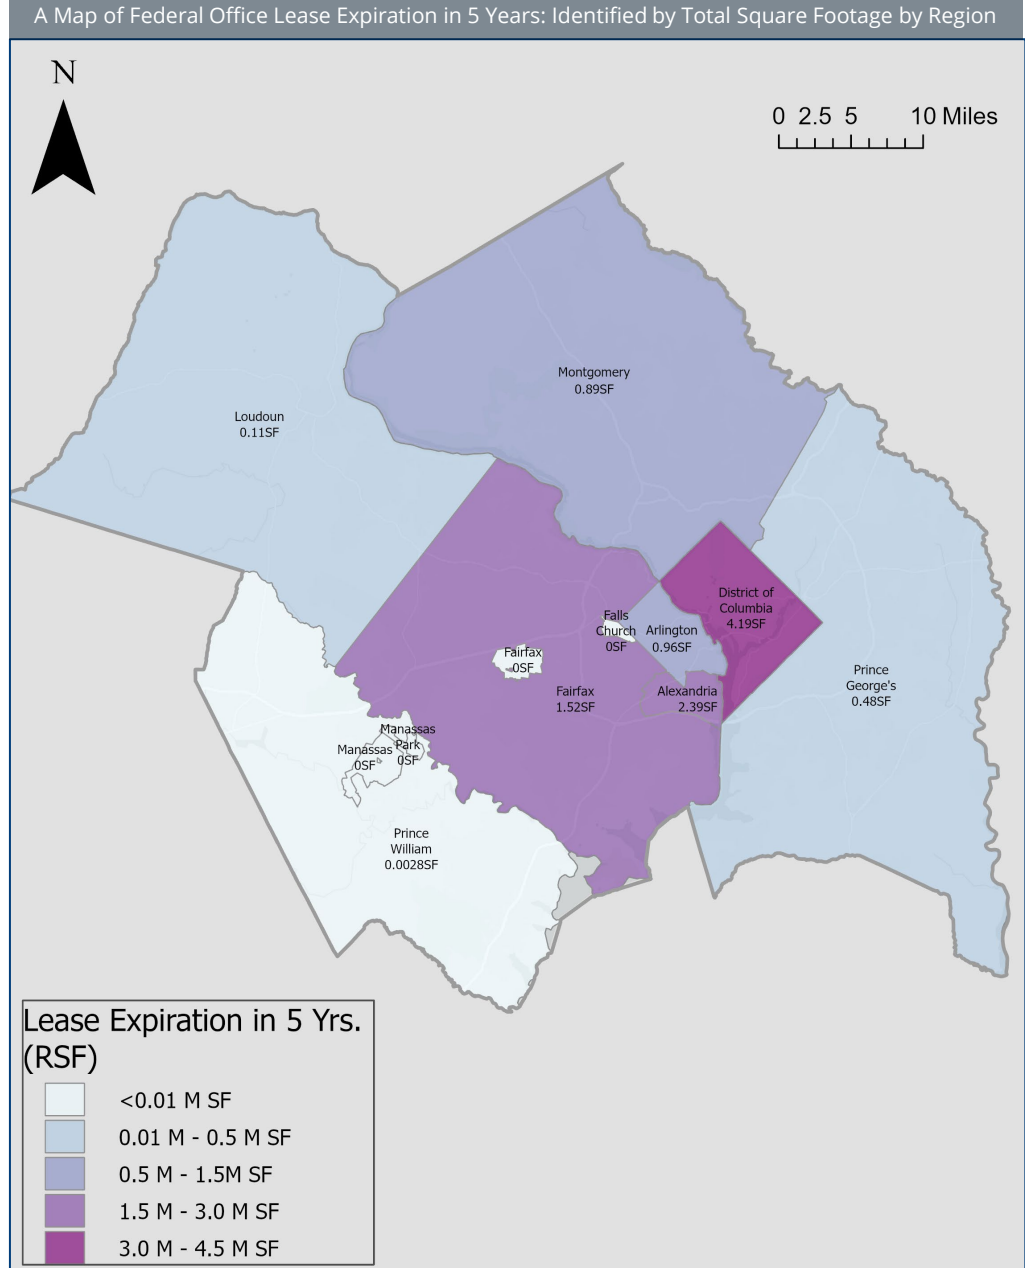 A Map of Federal Office Lease Expiration in 5 Years: Identified by Total Square Footage by Region
N
0 2.5 5 10 Miles
Montgomery
0.89SF
Loudoun
0.11SF
District of
Columbia
4.19SF
Falls
Church
0SF
Arlington
0.96SF
Fairfax
0SF
Prince
George's
0.48SF
Fairfax
1.52SF
Alexandria
2.39SF
Manassas
Park
0SF
Manassas
0SF
Prince
William
0.0028SF
Lease Expiration in 5 Yrs.
(RSF)
<0.01 M SF
0.01 M - 0.5 M SF
0.5 M - 1.5M SF
1.5 M - 3.0 M SF
3.0 M - 4.5 M SF